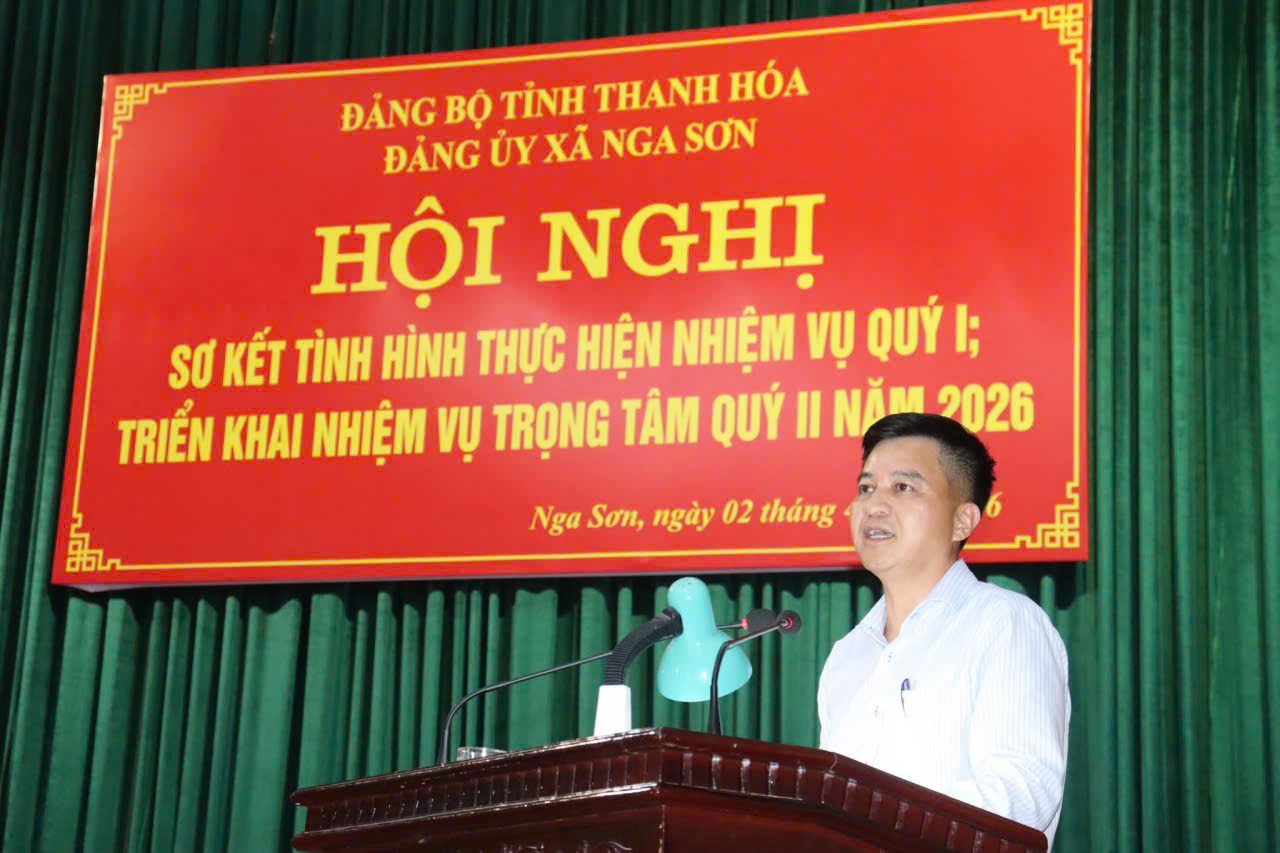 ĐẢNG BỘ TỈNH THANH HÓA
ĐẢNG ỦY XÃ NGA SƠN
HỘI NGHỊ
SƠ KẾT TÌNH HÌNH THỰC HIỆN NHIỆM VỤ QUÝ I;
TRIỂN KHAI NHIỆM VỤ TRỌNG TÂM QUÝ II NĂM 2026
Nga Sơn, ngày 02 tháng